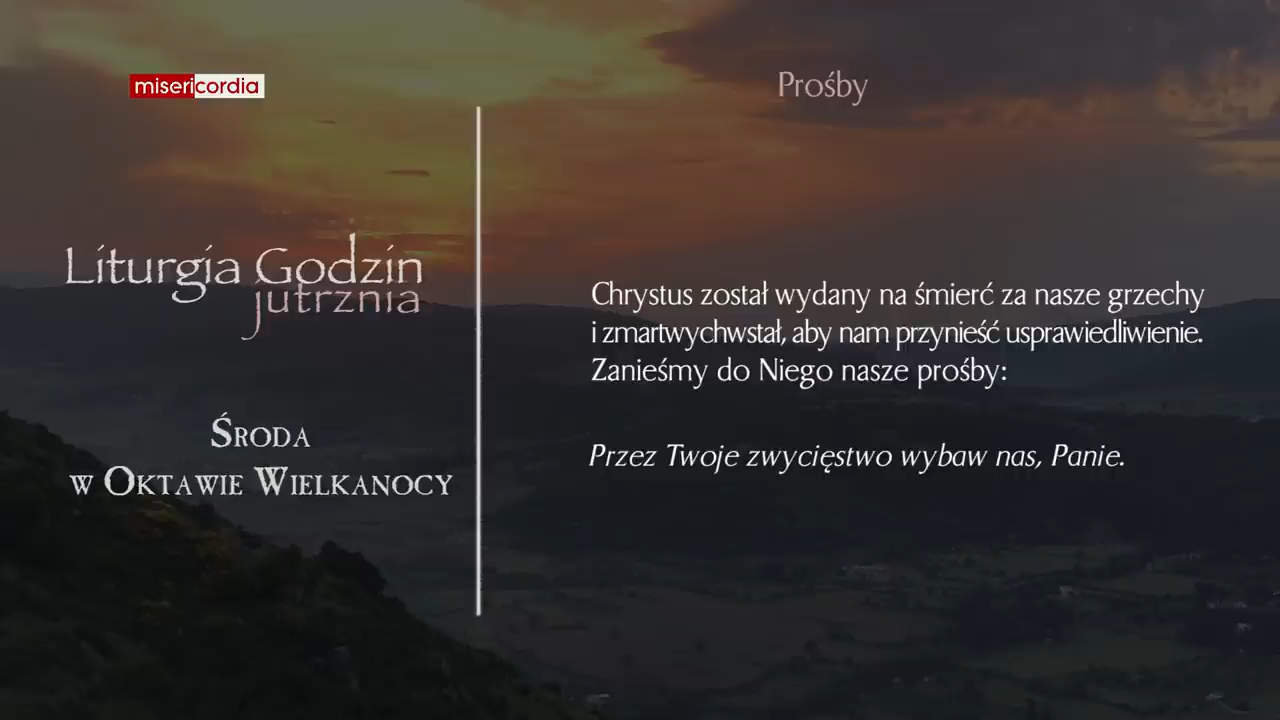 misericordia
Prośby
Liturgia Godzin
jutrznia
Środa
w Oktawie Wielkanocy
Chrystus został wydany na śmierć za nasze grzechy
i zmartwychwstał, aby nam przynieść usprawiedliwienie.
Zanieśmy do Niego nasze prośby:
Przez Twoje zwycięstwo wybaw nas, Panie.